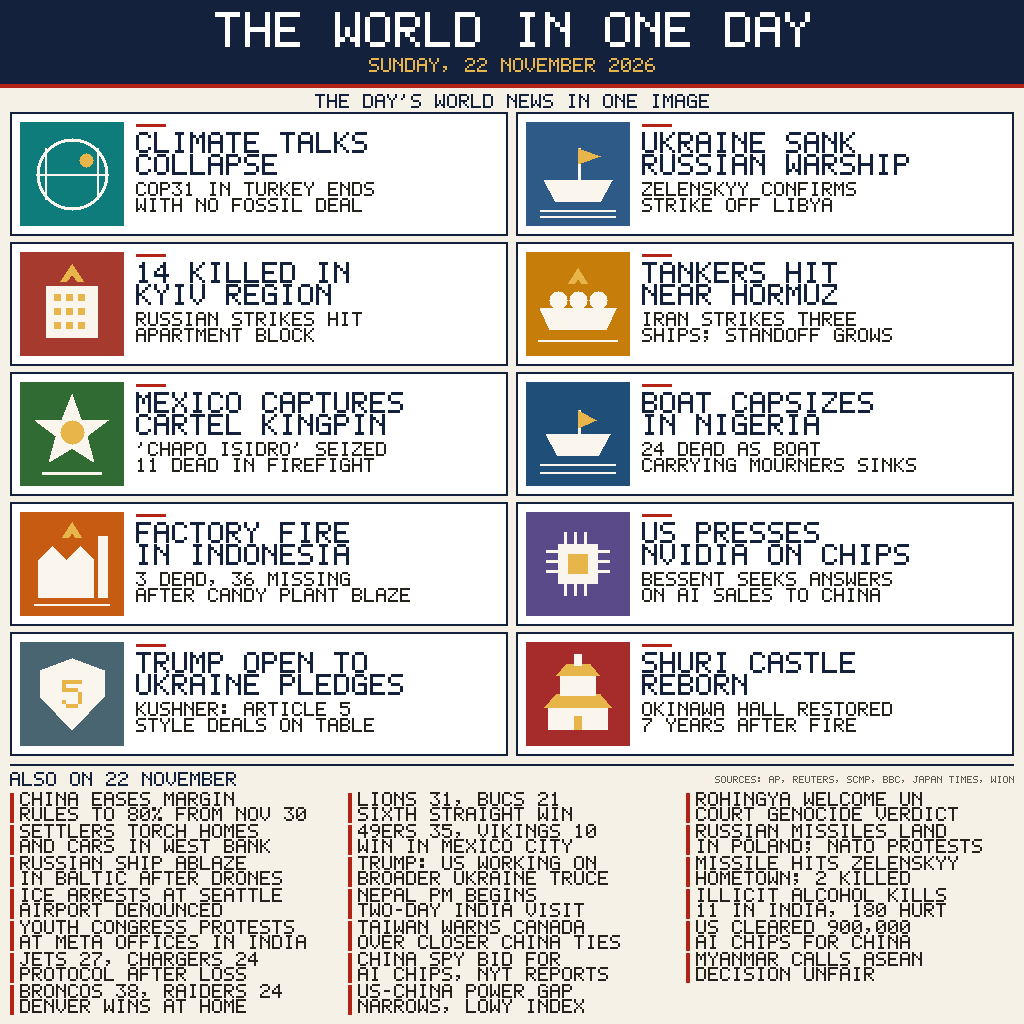 THE WORLD IN ONE DAY
SUNDAY, 22 NOVEMBER 2026
THE DAY'S WORLD NEWS IN ONE IMAGE
CLIMATE TALKS
COLLAPSE
COP31 IN TURKEY ENDS
WITH NO FOSSIL DEAL
UKRAINE SANK
RUSSIAN WARSHIP
ZELENSKYY CONFIRMS
STRIKE OFF LIBYA
14 KILLED IN
KYIV REGION
RUSSIAN STRIKES HIT
APARTMENT BLOCK
TANKERS HIT
NEAR HORMUZ
IRAN STRIKES THREE
SHIPS; STANDOFF GROWS
MEXICO CAPTURES
CARTEL KINGPIN
'CHAPO ISIDRO' SEIZED
11 DEAD IN FIREFIGHT
BOAT CAPSIZES
IN NIGERIA
24 DEAD AS BOAT
CARRYING MOURNERS SINKS
FACTORY FIRE
IN INDONESIA
3 DEAD, 36 MISSING
AFTER CANDY PLANT BLAZE
US PRESSES
NVIDIA ON CHIPS
BESSENT SEEKS ANSWERS
ON AI SALES TO CHINA
5
TRUMP OPEN TO
UKRAINE PLEDGES
KUSHNER: ARTICLE 5
STYLE DEALS ON TABLE
SHURI CASTLE
REBORN
OKINAWA HALL RESTORED
7 YEARS AFTER FIRE
ALSO ON 22 NOVEMBER
SOURCES: AP, REUTERS, SCMP, BBC, JAPAN TIMES, WION
CHINA EASES MARGIN
RULES TO 80% FROM NOV 30
SETTLERS TORCH HOMES
AND CARS IN WEST BANK
RUSSIAN SHIP ABLAZE
IN BALTIC AFTER DRONES
ICE ARRESTS AT SEATTLE
AIRPORT DENOUNCED
YOUTH CONGRESS PROTESTS
AT META OFFICES IN INDIA
JETS 27, CHARGERS 24
PROTOCOL AFTER LOSS
BRONCOS 38, RAIDERS 24
DENVER WINS AT HOME
LIONS 31, BUCS 21
SIXTH STRAIGHT WIN
49ERS 35, VIKINGS 10
WIN IN MEXICO CITY
TRUMP: US WORKING ON
BROADER UKRAINE TRUCE
NEPAL PM BEGINS
TWO-DAY INDIA VISIT
TAIWAN WARNS CANADA
OVER CLOSER CHINA TIES
CHINA SPY BID FOR
AI CHIPS, NYT REPORTS
US-CHINA POWER GAP
NARROWS, LOWY INDEX
ROHINGYA WELCOME UN
COURT GENOCIDE VERDICT
RUSSIAN MISSILES LAND
IN POLAND; NATO PROTESTS
MISSILE HITS ZELENSKYY
HOMETOWN; 2 KILLED
ILLICIT ALCOHOL KILLS
11 IN INDIA, 180 HURT
US CLEARED 900,000
AI CHIPS FOR CHINA
MYANMAR CALLS ASEAN
DECISION UNFAIR